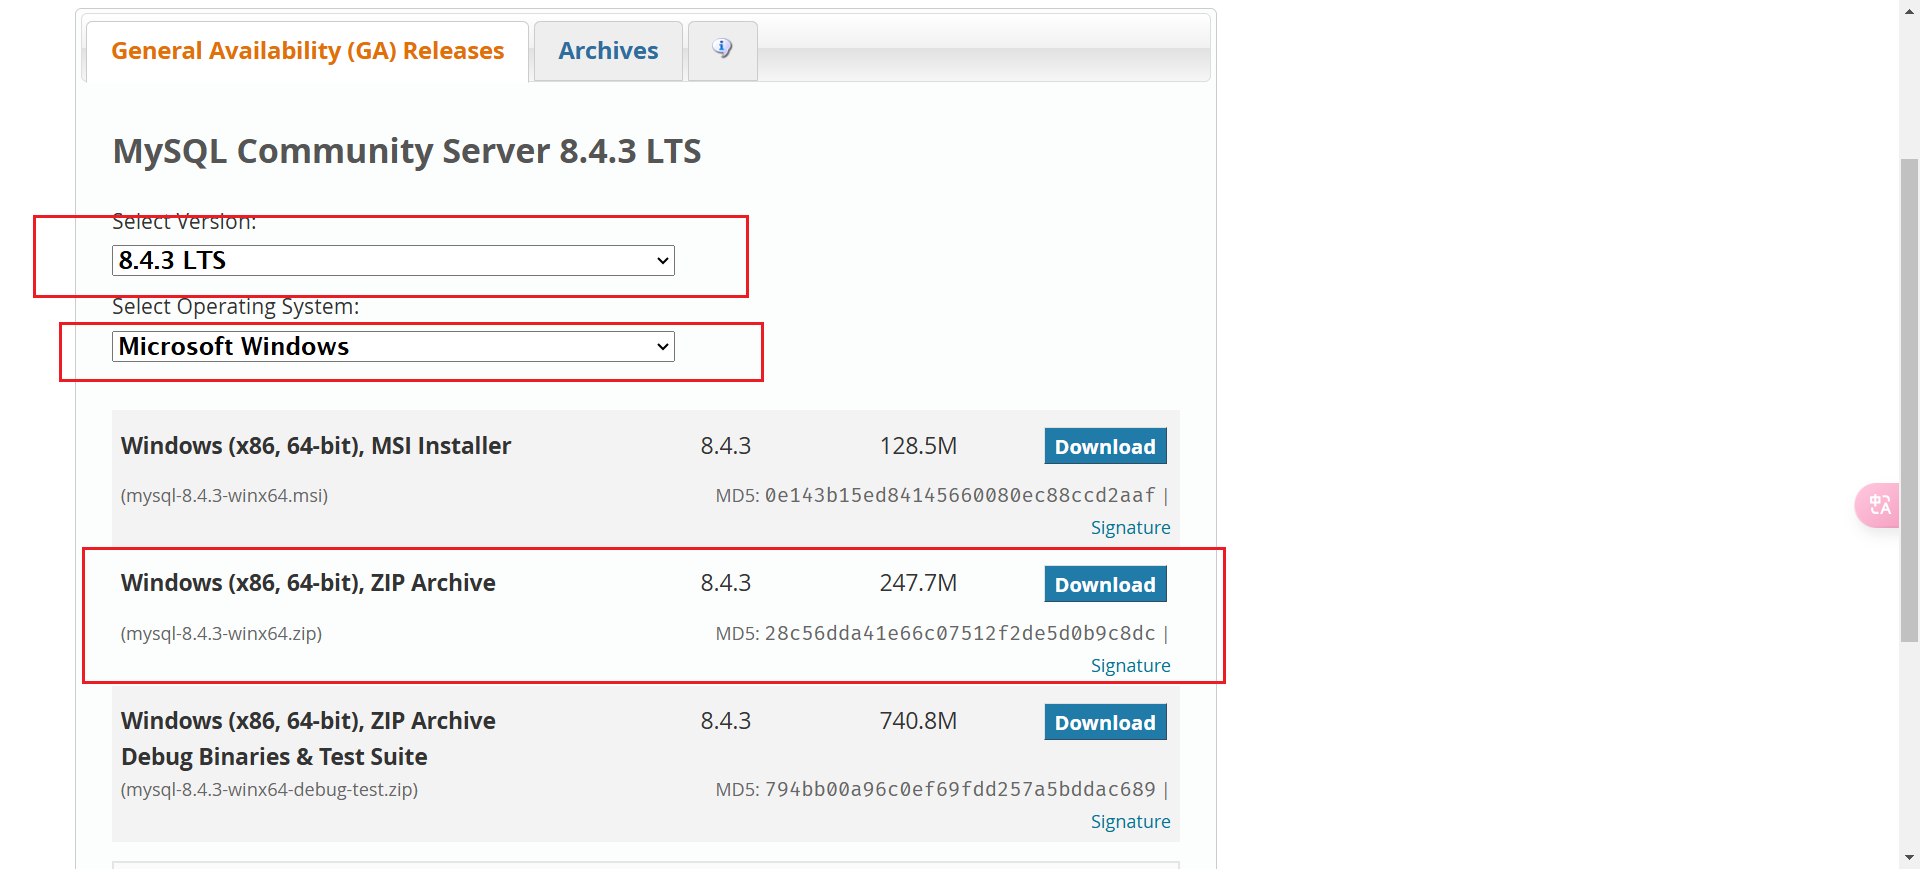 General Availability (GA) Releases
Archives
MySQL Community Server 8.4.3 LTS
Select Version:
8.4.3 LTS
Select Operating System:
Microsoft Windows
Windows (x86, 64-bit), MSI Installer 8.4.3 128.5M Download
(mysql-8.4.3-winx64.msi) MD5: 0e143b15ed84145660080ec88ccd2aaf |
Signature
Windows (x86, 64-bit), ZIP Archive 8.4.3 247.7M Download
(mysql-8.4.3-winx64.zip) MD5: 28c56dda41e66c07512f2de5d0b9c8dc |
Signature
Windows (x86, 64-bit), ZIP Archive 8.4.3 740.8M Download
Debug Binaries & Test Suite
(mysql-8.4.3-winx64-debug-test.zip) MD5: 794bb00a96c0ef69fdd257a5bddac689 |
Signature